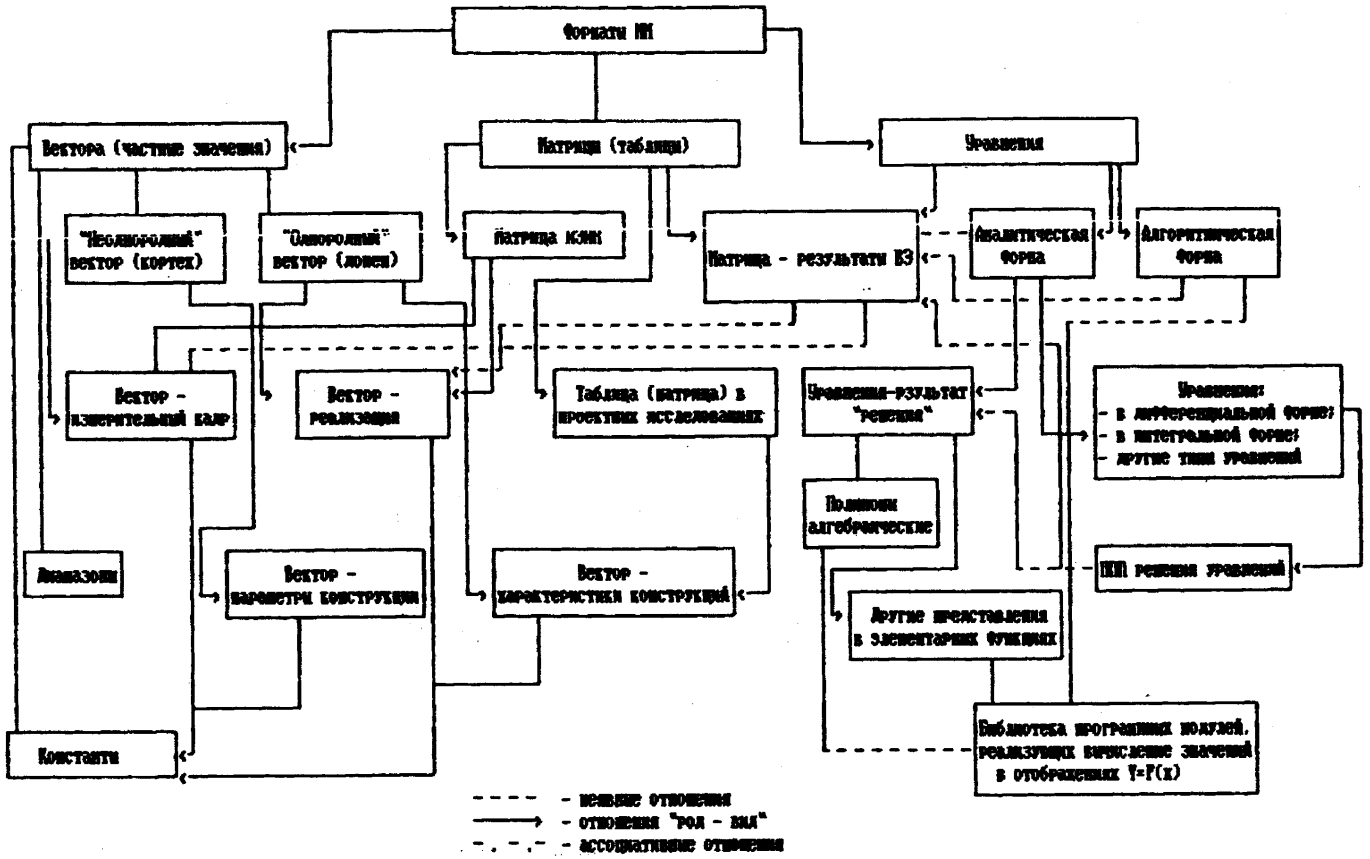 Форматы ММ
Вектора (частные значения)
Матрицы (таблицы)
Уравнения
"Неоднородный"
вектор (кортеж)
"Однородный"
вектор (домен)
Матрица
Матрица - результаты ВЭ
Аналитическая
форма
Алгоритмическая
форма
Вектор -
измерительный кадр
Вектор -
реализация
Таблица (матрица) в
проектных исследованиях
Уравнения-результат
"решения"
Уравнения:
- в дифференциальной форме;
- в интегральной форме;
- другие типы уравнений
Полиномы
алгебраические
Диапазоны
Вектор -
параметры конструкции
Вектор -
характеристики конструкций
ППП решения уравнений
Другие представления
в элементарных функциях
Константы
Библиотека программных модулей,
реализующих вычисление значений
в отображениях Y=F(x)
- неявные отношения
- отношения "род - вид"
- ассоциативные отношения